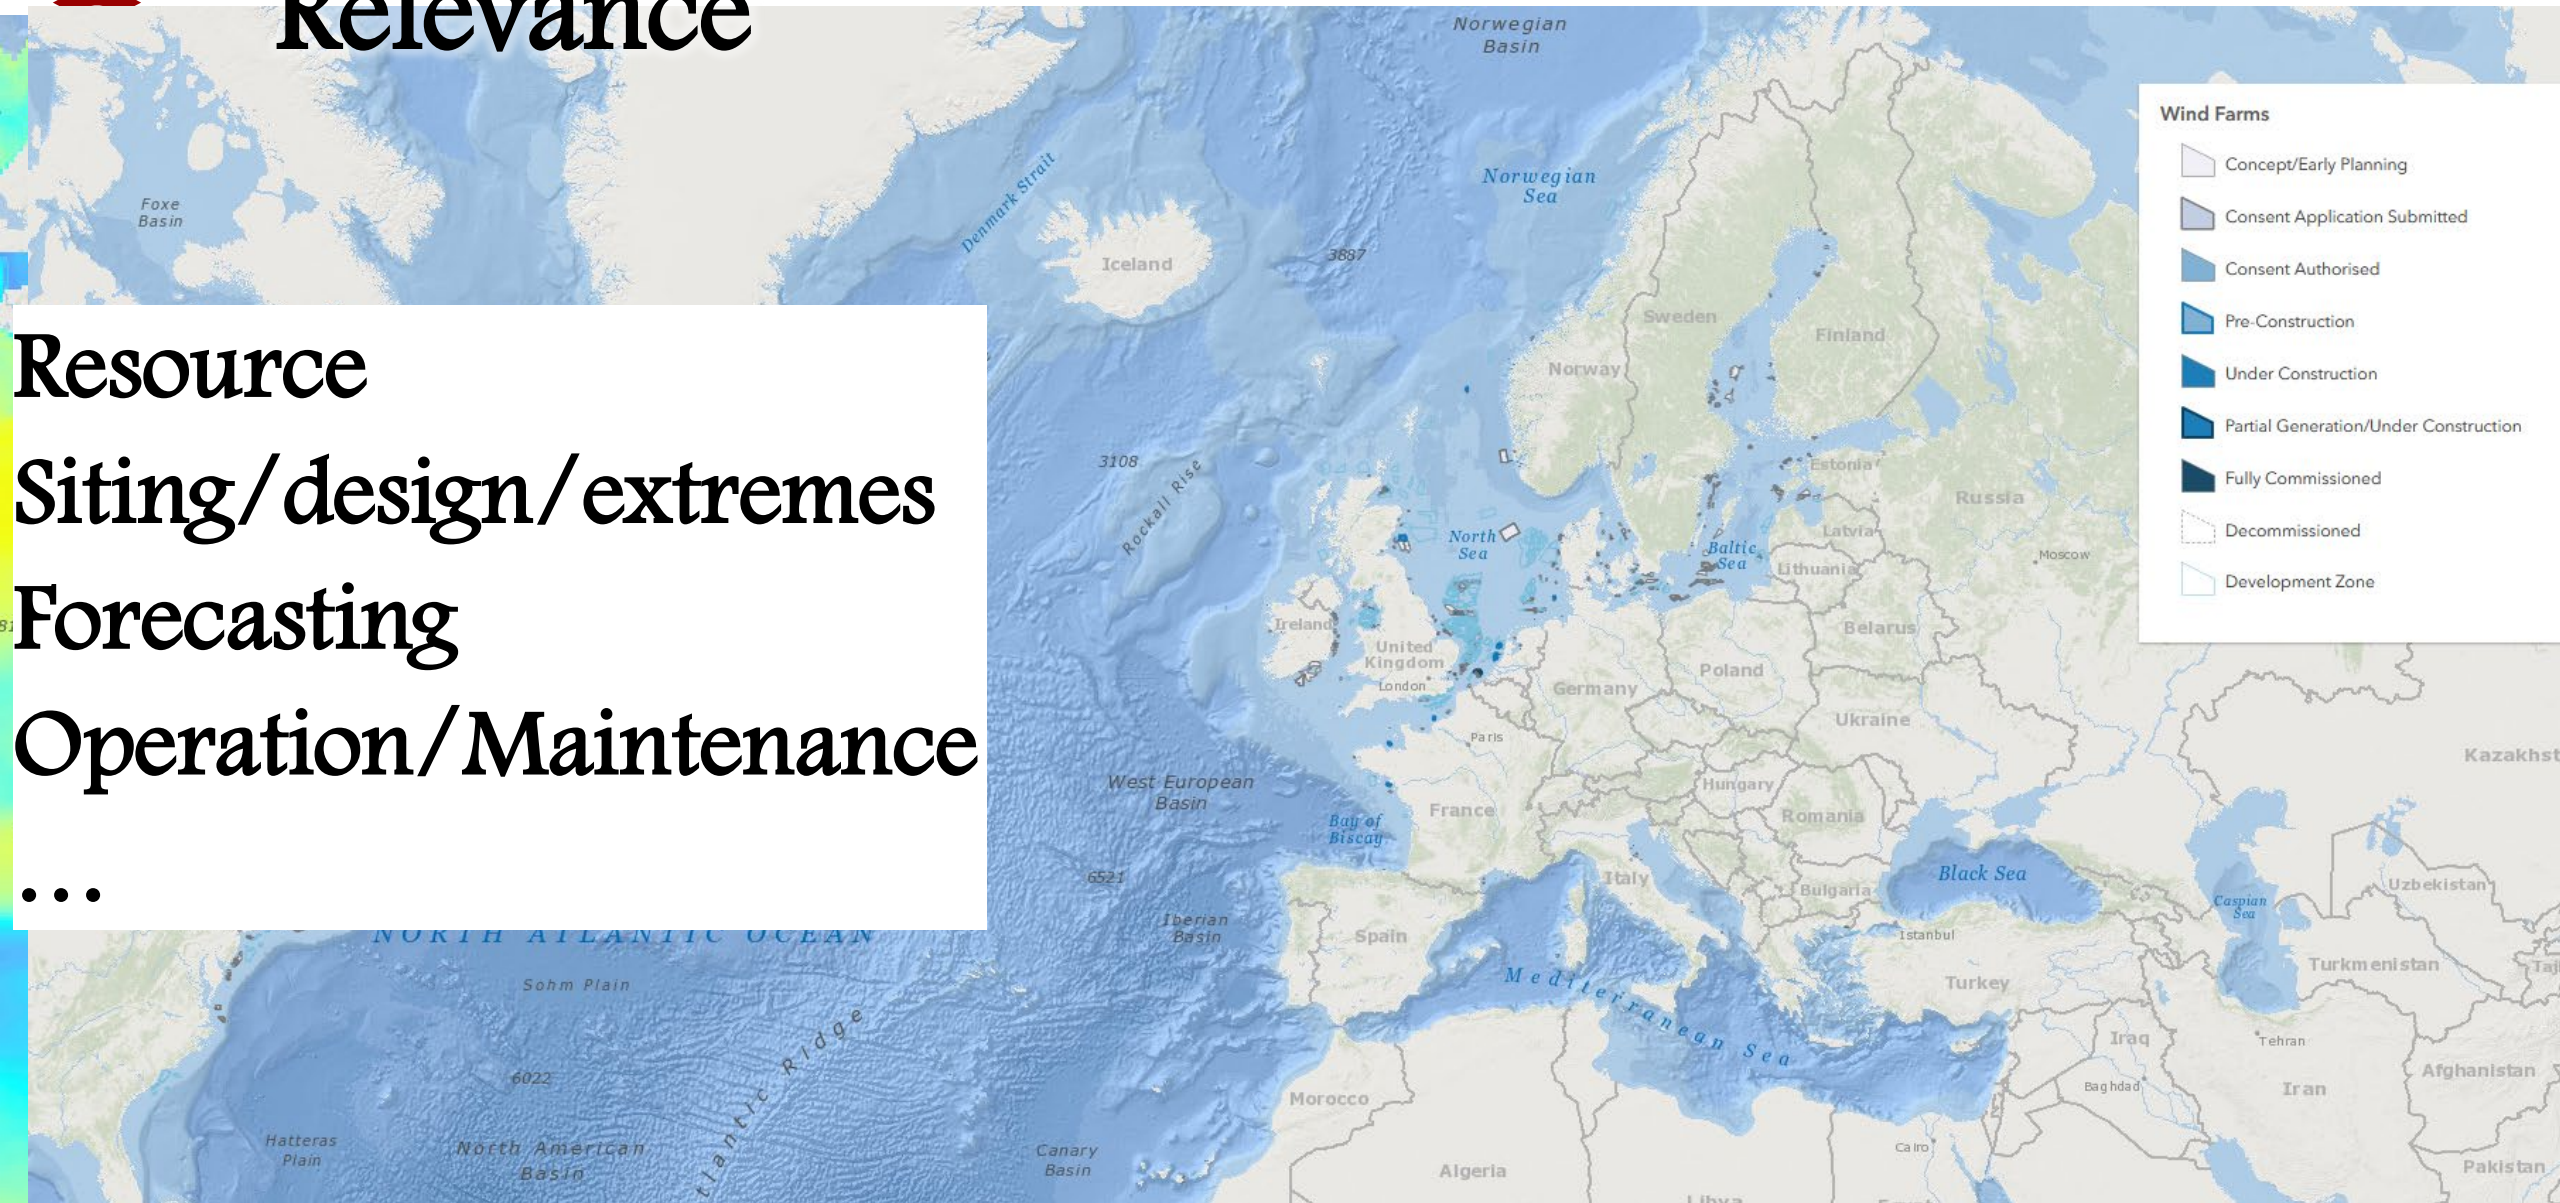 Relevance
Resource
Siting/design/extremes
Forecasting
Operation/Maintenance
...
Wind Farms
Concept/Early Planning
Consent Application Submitted
Consent Authorised
Pre-Construction
Under Construction
Partial Generation/Under Construction
Fully Commissioned
Decommissioned
Development Zone
Norwegian
Basin
Norwegian
Sea
Denmark Strait
Foxe
Basin
Iceland
3887
Sweden
Finland
Norway
3108
Rockall Rise
Estonia
Russia
North
Sea
Latvia
Baltic
Sea
Moscow
Lithuania
Ireland
United
Kingdom
London
Belarus
Poland
Germany
Ukraine
Paris
Kazakhst
West European
Basin
Hungary
France
Romania
Bay of
Biscay
Black Sea
6521
Italy
Bulgaria
Uzbekistan
Caspian
Sea
Iberian
Basin
Spain
Istanbul
NORTH ATLANTIC OCEAN
Sohm Plain
Mediterranean Sea
Turkey
Turkmenistan
Taj
6022
tlantic Ridge
Iraq
Tehran
Baghdad
Iran
Afghanistan
Morocco
Hatteras
Plain
North American
Basin
Canary
Basin
Cairo
Algeria
Pakistan